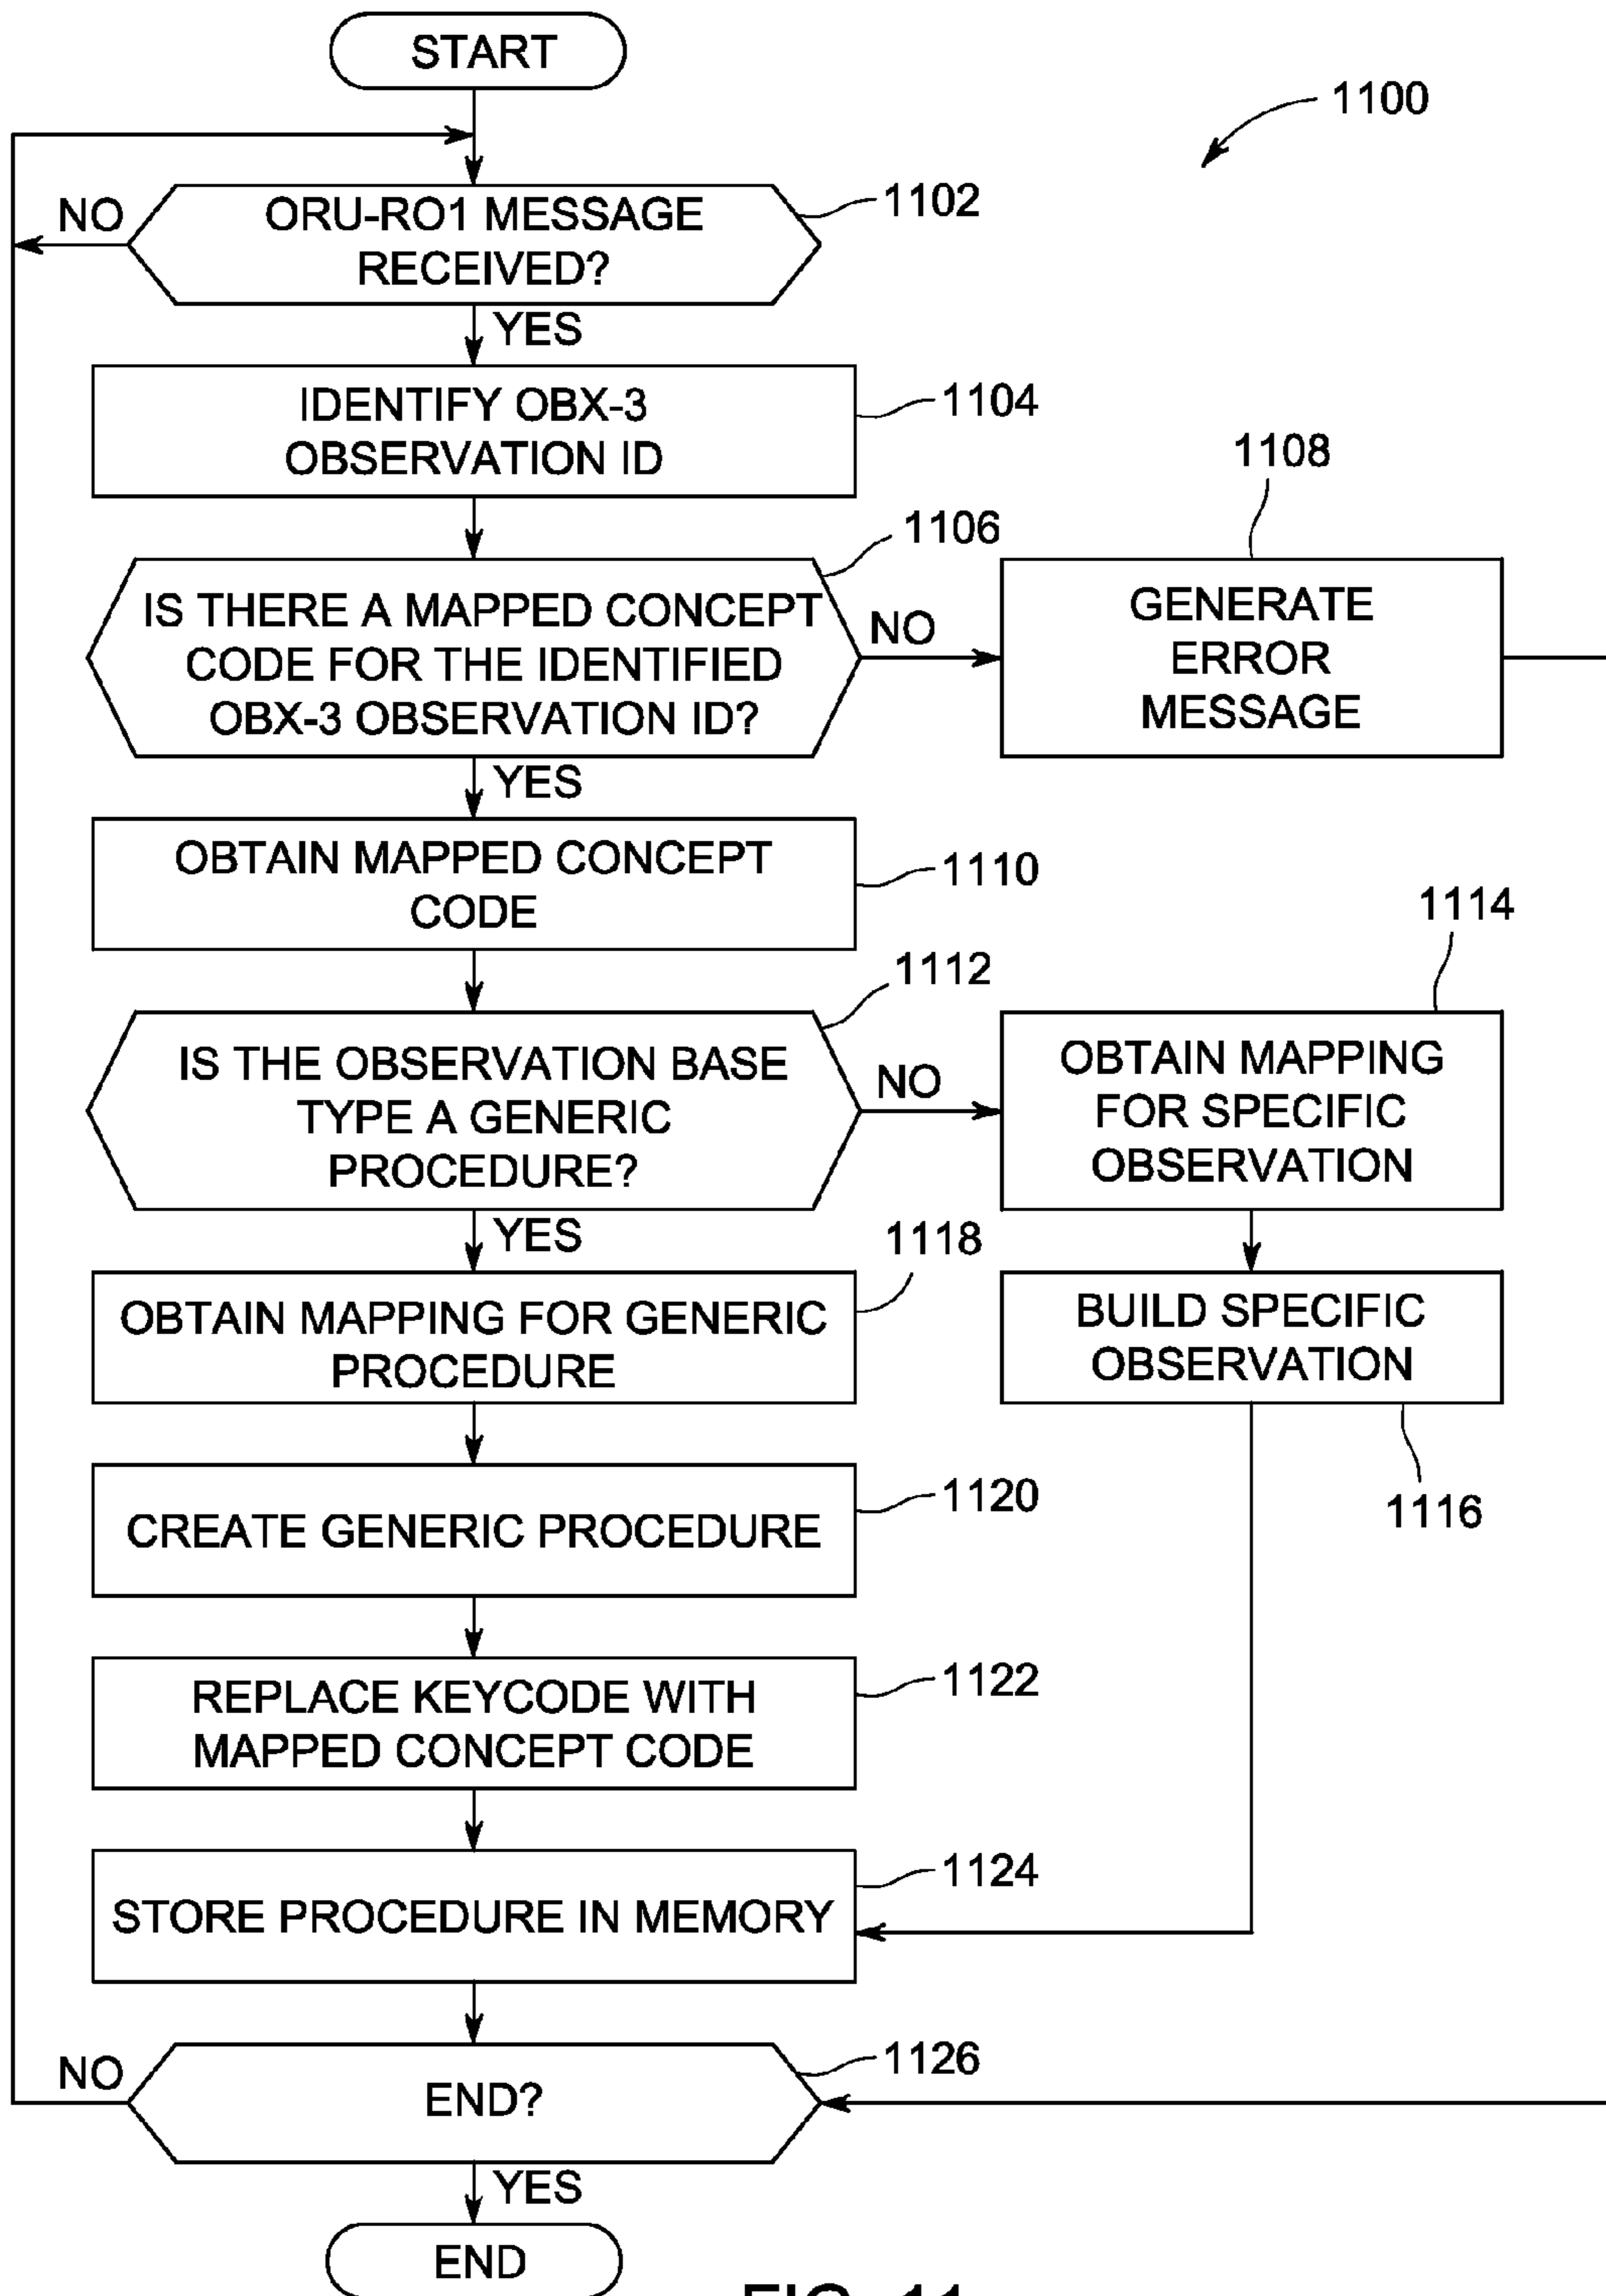 START
1100
NO
ORU-RO1 MESSAGE
RECEIVED?
1102
YES
IDENTIFY OBX-3
OBSERVATION ID
1104
1108
1106
IS THERE A MAPPED CONCEPT
CODE FOR THE IDENTIFIED
OBX-3 OBSERVATION ID?
NO
GENERATE
ERROR
MESSAGE
YES
OBTAIN MAPPED CONCEPT
CODE
1110
1114
1112
IS THE OBSERVATION BASE
TYPE A GENERIC
PROCEDURE?
NO
OBTAIN MAPPING
FOR SPECIFIC
OBSERVATION
YES
1118
OBTAIN MAPPING FOR GENERIC
PROCEDURE
BUILD SPECIFIC
OBSERVATION
1116
CREATE GENERIC PROCEDURE
1120
REPLACE KEYCODE WITH
MAPPED CONCEPT CODE
1122
STORE PROCEDURE IN MEMORY
1124
NO
END?
1126
YES
END
FIG. 11